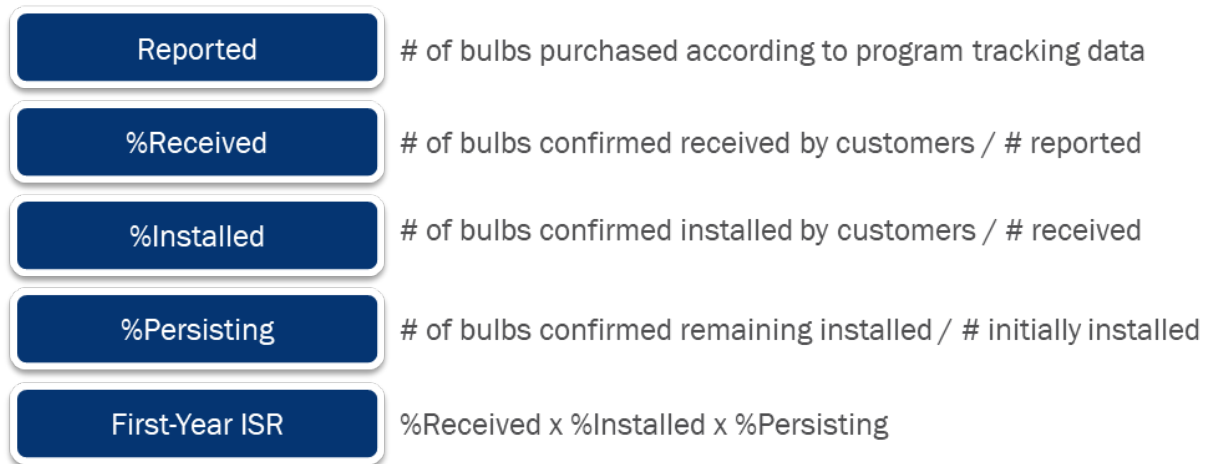 Reported # of bulbs purchased according to program tracking data
%Received # of bulbs confirmed received by customers / # reported
%Installed # of bulbs confirmed installed by customers / # received
%Persisting # of bulbs confirmed remaining installed / # initially installed
First-Year ISR %Received x %Installed x %Persisting